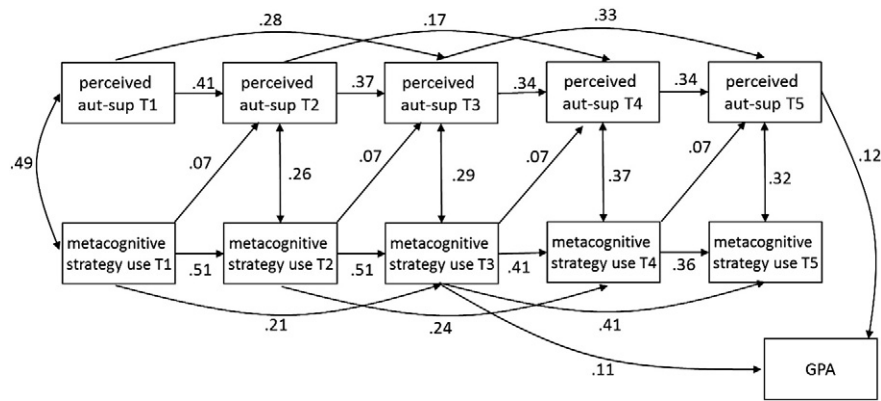 .28
.17
.33
perceived
aut-sup T1
.41
perceived
aut-sup T2
.37
perceived
aut-sup T3
.34
perceived
aut-sup T4
.34
perceived
aut-sup T5
.49
.07
.26
.07
.29
.07
.37
.07
.32
.12
metacognitive
strategy use T1
.51
metacognitive
strategy use T2
.51
metacognitive
strategy use T3
.41
metacognitive
strategy use T4
.36
metacognitive
strategy use T5
.21
.24
.41
.11
GPA